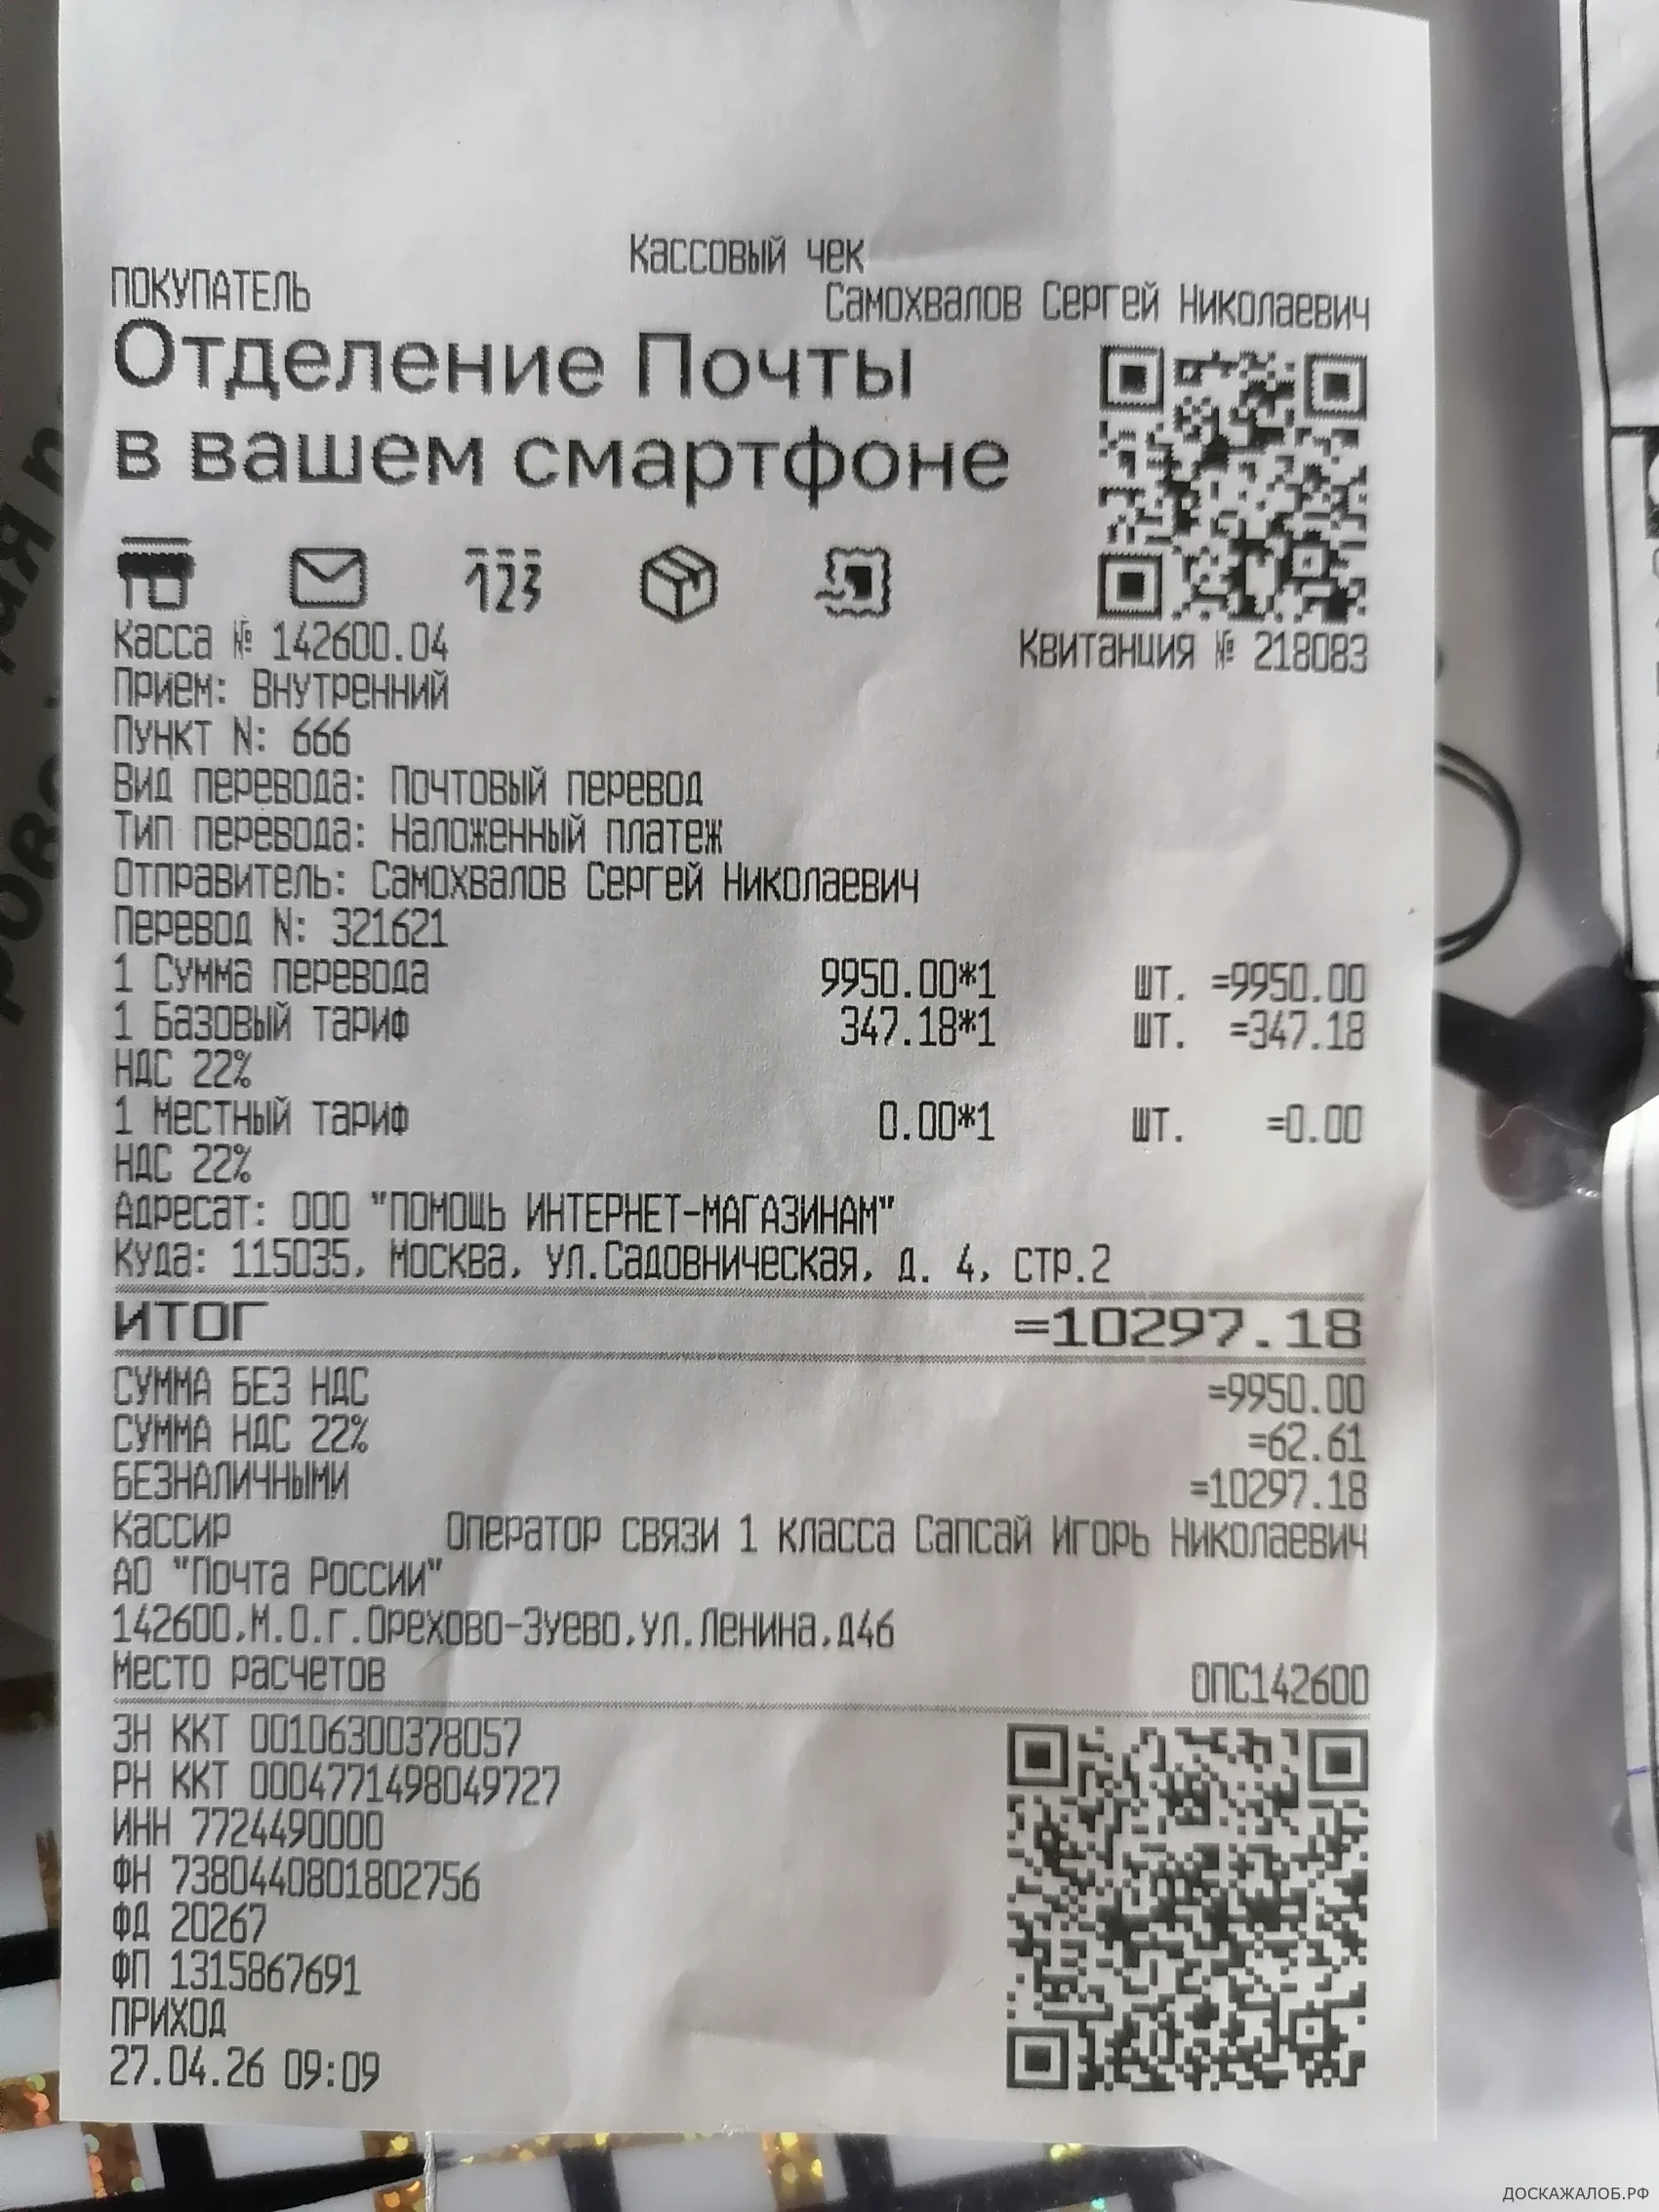 Кассовый чек
ПОКУПАТЕЛЬ Самохвалов Сергей Николаевич
Отделение Почты
в вашем смартфоне
123
Касса № 142600.04 Квитанция № 218083
Прием: Внутренний
Пункт N: 666
Вид перевода: Почтовый перевод
Тип перевода: Наложенный платеж
Отправитель: Самохвалов Сергей Николаевич
Перевод N: 321621
1 Сумма перевода 9950.00*1 шт. =9950.00
1 Базовый тариф 347.18*1 шт. =347.18
НДС 22%
1 Местный тариф 0.00*1 шт. =0.00
НДС 22%
Адресат: ООО "ПОМОЩЬ ИНТЕРНЕТ-МАГАЗИНАМ"
Куда: 115035, Москва, ул.Садовническая, д. 4, стр.2
ИТОГ =10297.18
СУММА БЕЗ НДС =9950.00
СУММА НДС 22% =62.61
БЕЗНАЛИЧНЫМИ =10297.18
Кассир Оператор связи 1 класса Сапсай Игорь Николаевич
АО "Почта России"
142600,М.О.г.Орехово-Зуево,ул.Ленина,д46
Место расчетов ОПС142600
ЗН ККТ 00106300378057
РН ККТ 0004771498049727
ИНН 7724490000
ФН 7380440801802756
ФД 20267
ФП 1315867691
ПРИХОД
27.04.26 09:09
ДОСКАЖАЛОБ.РФ